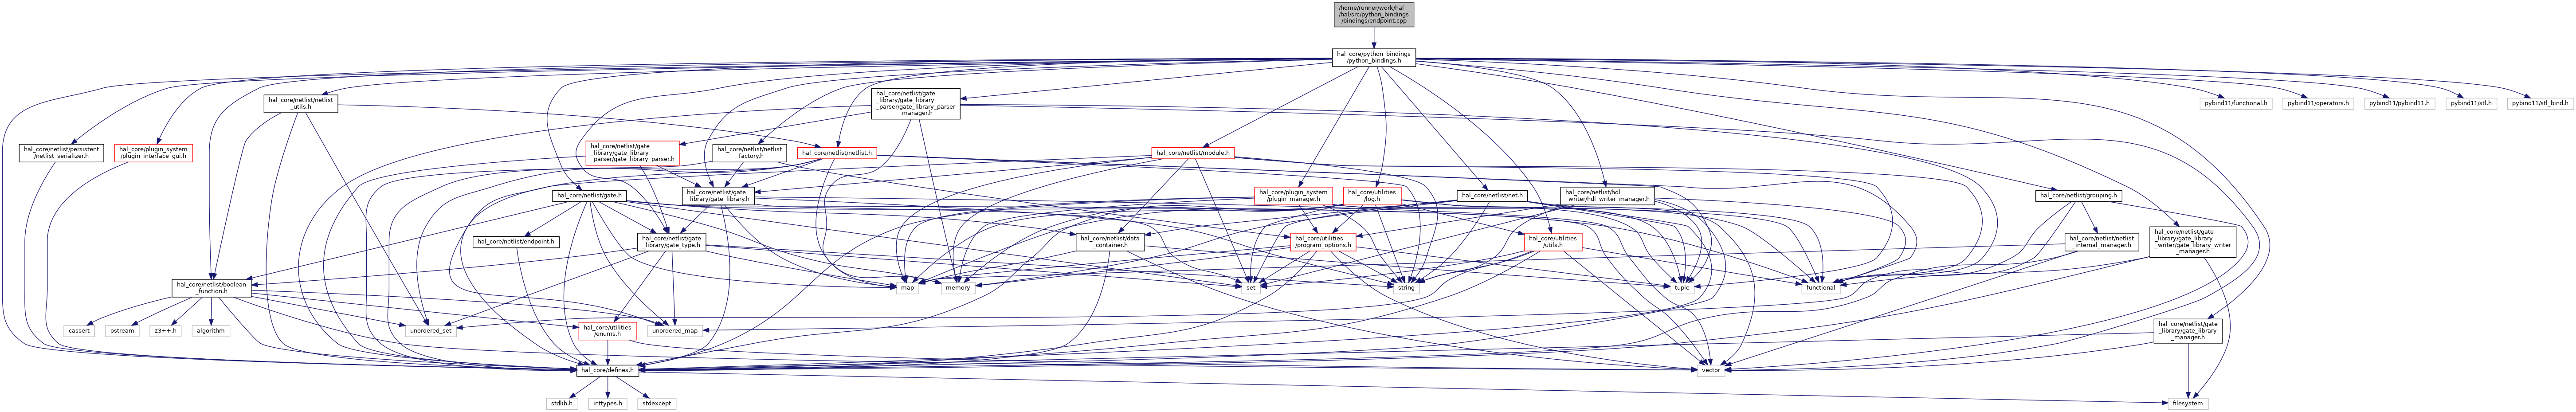 /home/runner/work/hal
/hal/src/python_bindings
/bindings/endpoint.cpp
hal_core/python_bindings
/python_bindings.h
hal_core/netlist/netlist
_utils.h
hal_core/netlist/gate
_library/gate_library
_parser/gate_library_parser
_manager.h
pybind11/functional.h
pybind11/operators.h
pybind11/pybind11.h
pybind11/stl.h
pybind11/stl_bind.h
hal_core/netlist/persistent
/netlist_serializer.h
hal_core/plugin_system
/plugin_interface_gui.h
hal_core/netlist/gate
_library/gate_library
_parser/gate_library_parser.h
hal_core/netlist/netlist
_factory.h
hal_core/netlist/netlist.h
hal_core/netlist/module.h
hal_core/netlist/gate.h
hal_core/netlist/gate
_library/gate_library.h
hal_core/plugin_system
/plugin_manager.h
hal_core/utilities
/log.h
hal_core/netlist/net.h
hal_core/netlist/hdl
_writer/hdl_writer_manager.h
hal_core/netlist/grouping.h
hal_core/netlist/endpoint.h
hal_core/netlist/gate
_library/gate_type.h
hal_core/netlist/data
_container.h
hal_core/utilities
/program_options.h
hal_core/utilities
/utils.h
hal_core/netlist/netlist
_internal_manager.h
hal_core/netlist/gate
_library/gate_library
_writer/gate_library_writer
_manager.h
hal_core/netlist/boolean
_function.h
map
memory
set
string
tuple
functional
cassert
ostream
z3++.h
algorithm
unordered_set
hal_core/utilities
/enums.h
unordered_map
hal_core/netlist/gate
_library/gate_library
_manager.h
hal_core/defines.h
vector
stdlib.h
inttypes.h
stdexcept
filesystem